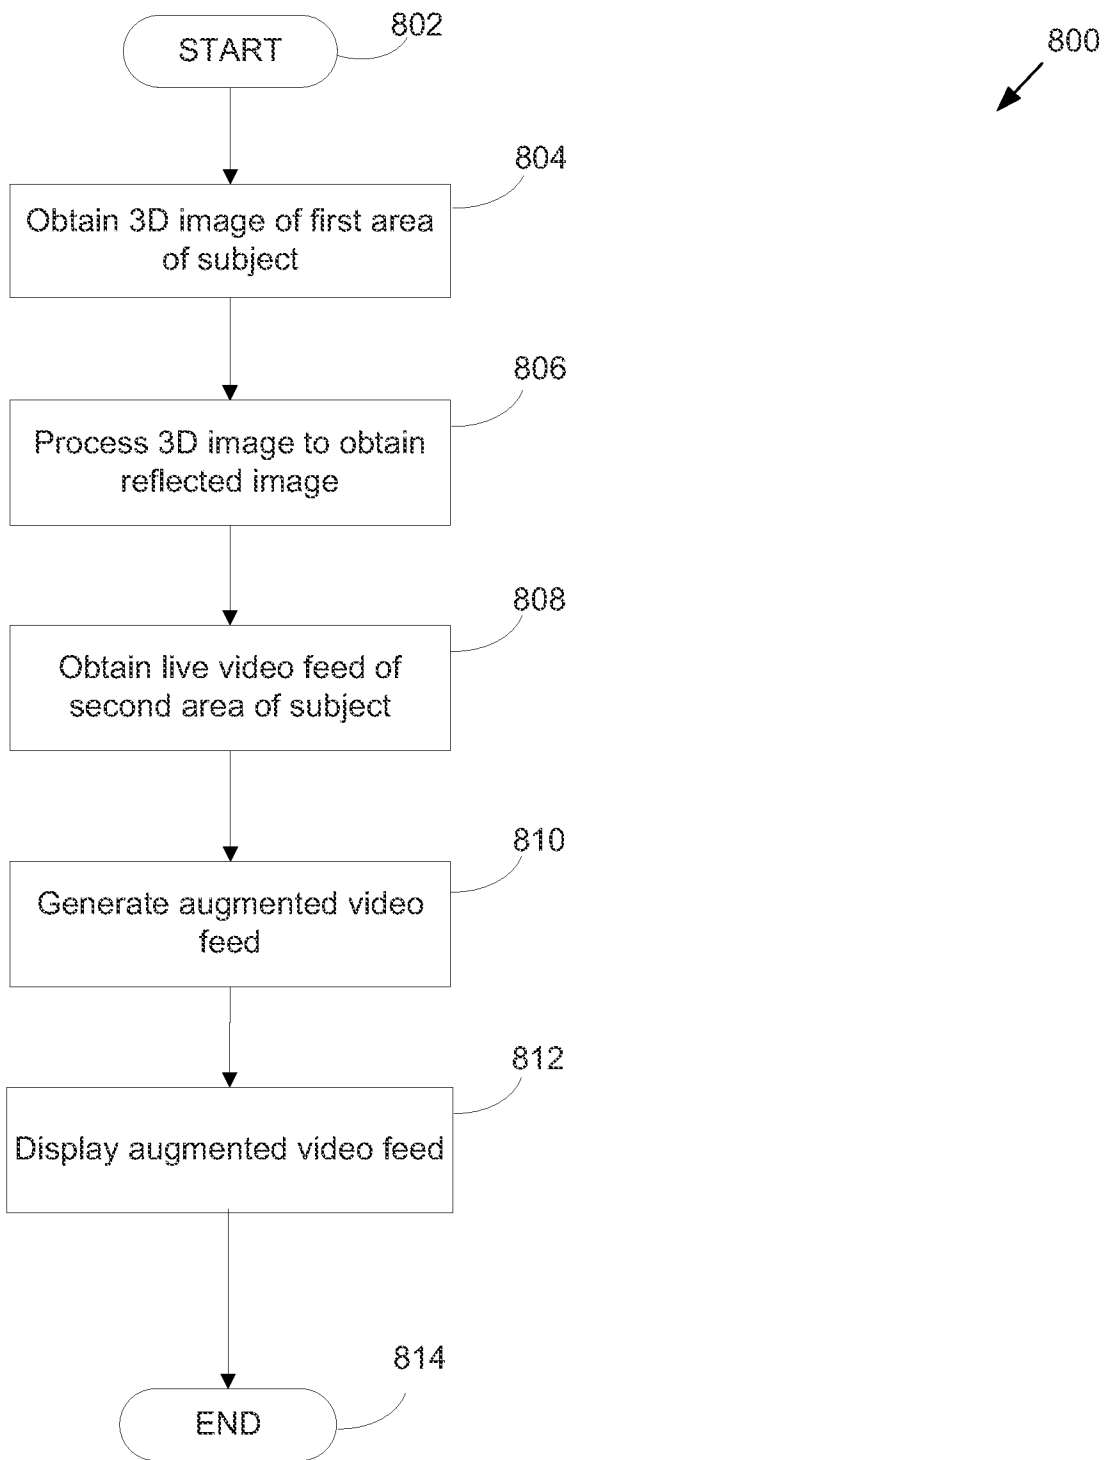 802
START
800
804
Obtain 3D image of first area
of subject
806
Process 3D image to obtain
reflected image
808
Obtain live video feed of
second area of subject
810
Generate augmented video
feed
812
Display augmented video feed
814
END